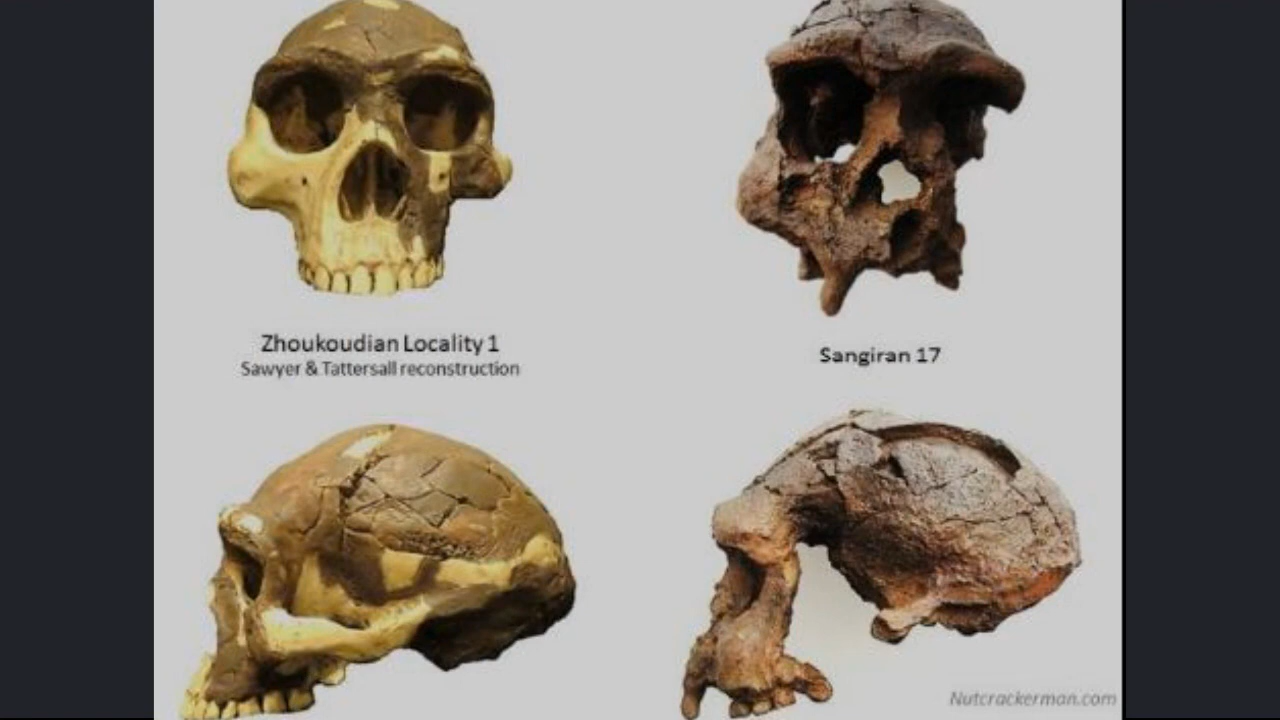 Zhoukoudian Locality 1
Sawyer & Tattersall reconstruction
Sangiran 17
Nutcrackerman.com